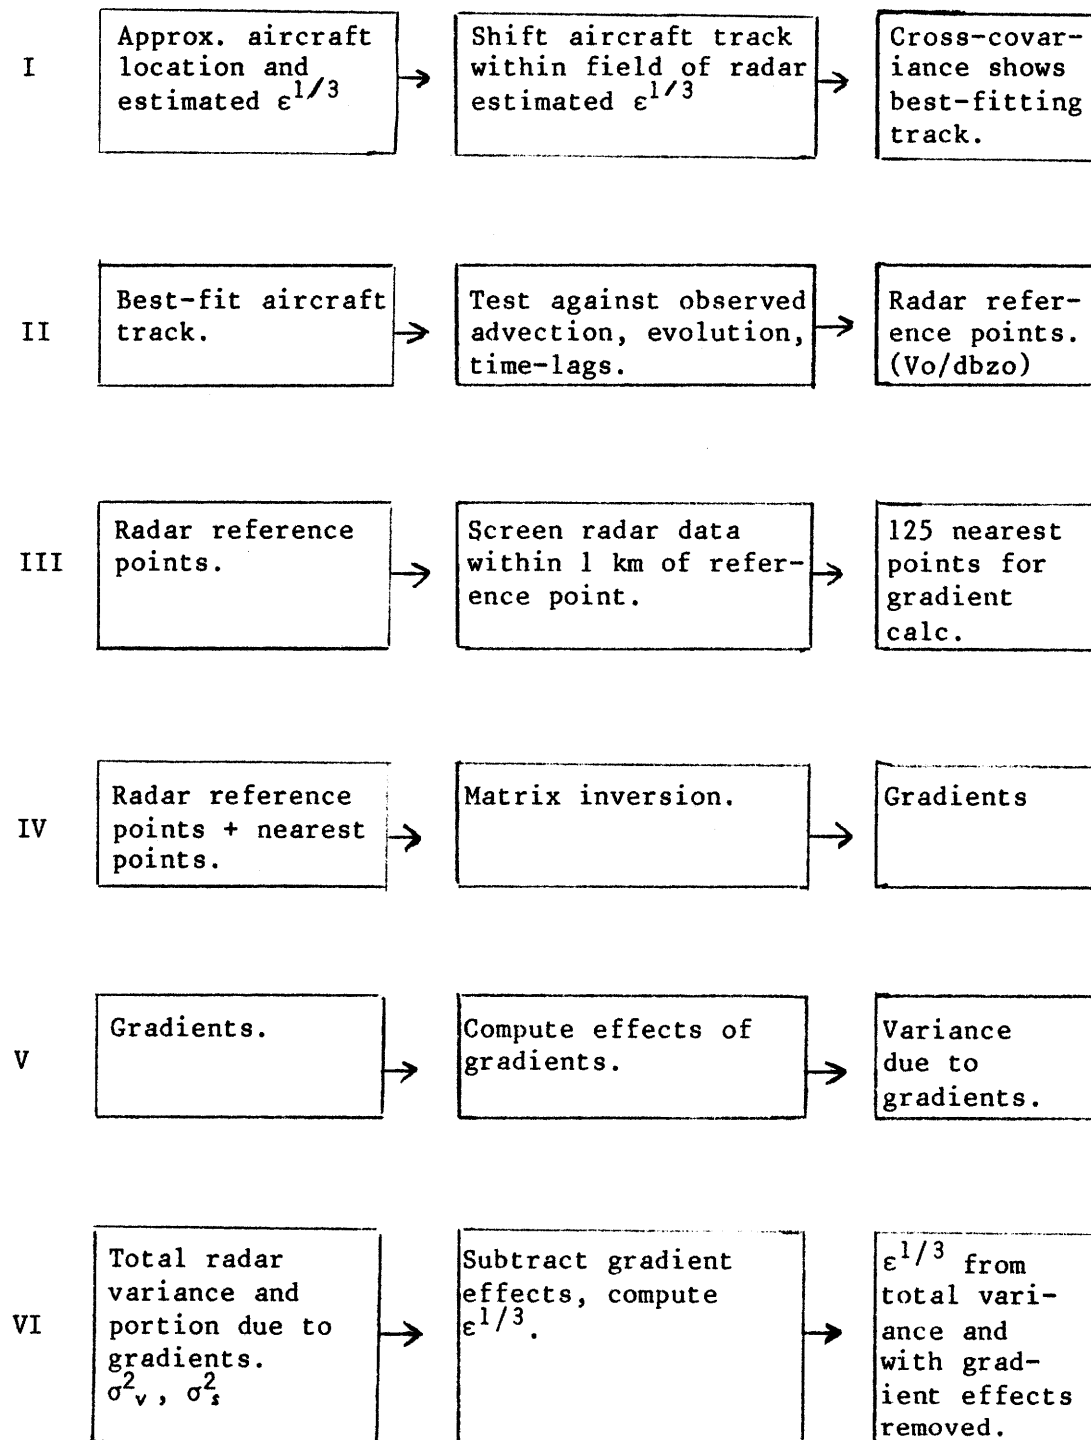 I
Approx. aircraft
location and
estimated ε^1/3
Shift aircraft track
within field of radar
estimated ε^1/3
Cross-covar-
iance shows
best-fitting
track.
II
Best-fit aircraft
track.
Test against observed
advection, evolution,
time-lags.
Radar refer-
ence points.
(Vo/dbzo)
III
Radar reference
points.
Screen radar data
within 1 km of refer-
ence point.
125 nearest
points for
gradient
calc.
IV
Radar reference
points + nearest
points.
Matrix inversion.
Gradients
V
Gradients.
Compute effects of
gradients.
Variance
due to
gradients.
VI
Total radar
variance and
portion due to
gradients.
σ²v, σ²s
Subtract gradient
effects, compute
ε^1/3.
ε^1/3 from
total vari-
ance and
with grad-
ient effects
removed.